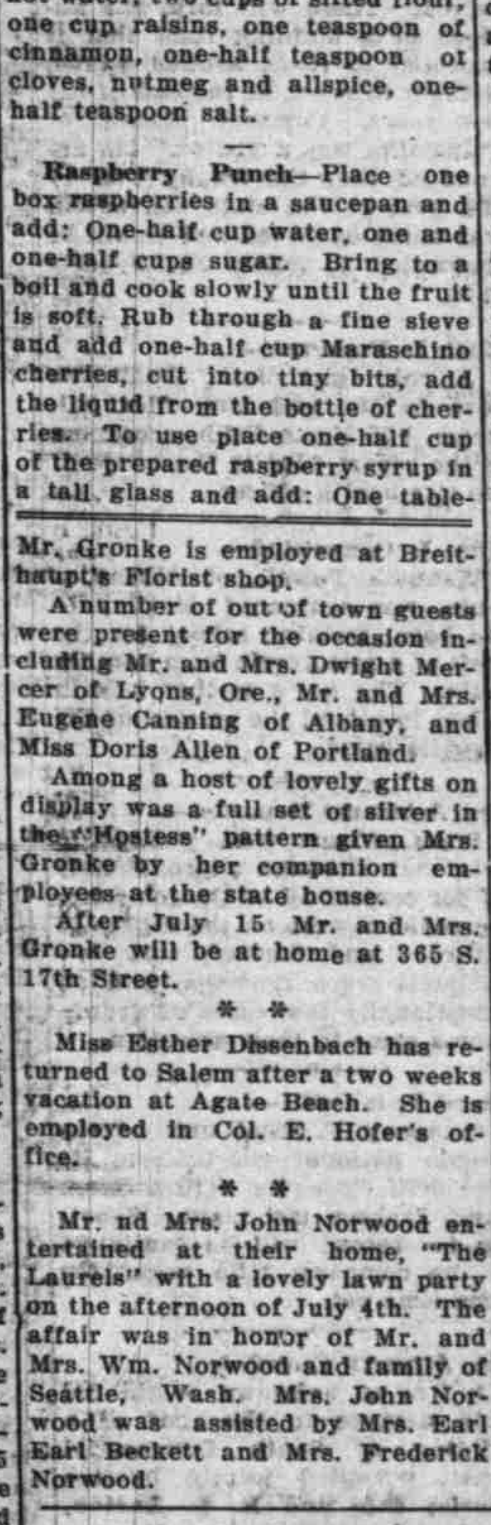 one cup raisins, one teaspoon of
cinnamon, one-half teaspoon of
cloves, nutmeg and allspice, one-
half teaspoon salt.
Raspberry Punch—Place one
box raspberries in a saucepan and
add: One-half cup water, one and
one-half cups sugar. Bring to a
boil and cook slowly until the fruit
is soft. Rub through a fine sieve
and add one-half cup Maraschino
cherries, cut into tiny bits, add
the liquid from the bottle of cher-
ries. To use place one-half cup
of the prepared raspberry syrup in
a tall glass and add: One table-
Mr. Gronke is employed at Breit-
haupt's Florist shop.
A number of out of town guests
were present for the occasion in-
cluding Mr. and Mrs. Dwight Mer-
cer of Lyons, Ore., Mr. and Mrs.
Eugene Canning of Albany, and
Miss Doris Allen of Portland.
Among a host of lovely gifts on
display was a full set of silver in
the "Hostess" pattern given Mrs.
Gronke by her companion em-
ployees at the state house.
After July 15 Mr. and Mrs.
Gronke will be at home at 365 S.
17th Street.
* *
Miss Esther Dissenbach has re-
turned to Salem after a two weeks
vacation at Agate Beach. She is
employed in Col. E. Hofer's of-
fice.
* *
Mr. nd Mrs. John Norwood en-
tertained at their home, "The
Laurels" with a lovely lawn party
on the afternoon of July 4th. The
affair was in honor of Mr. and
Mrs. Wm. Norwood and family of
Seattle, Wash. Mrs. John Nor-
wood was assisted by Mrs. Earl
Earl Beckett and Mrs. Frederick
Norwood.